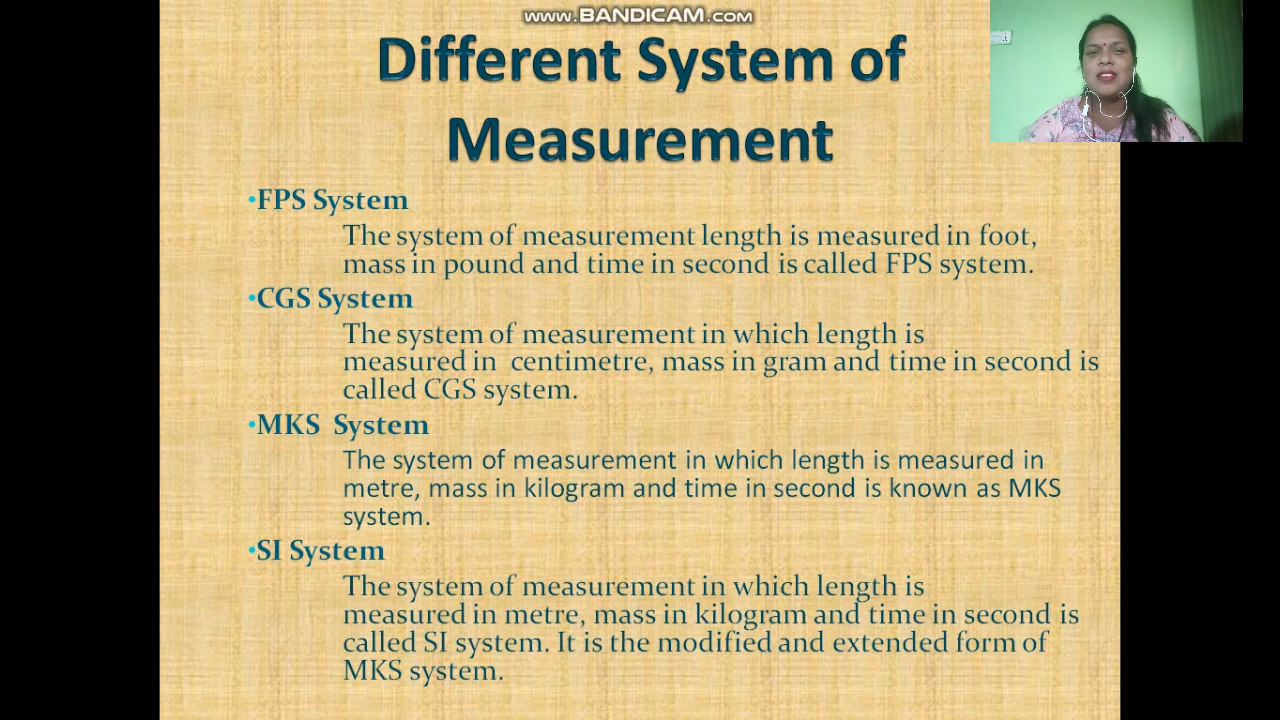 www.BANDICAM.com
Different System of
Measurement
•FPS System
The system of measurement length is measured in foot,
mass in pound and time in second is called FPS system.
•CGS System
The system of measurement in which length is
measured in  centimetre, mass in gram and time in second is
called CGS system.
•MKS  System
The system of measurement in which length is measured in
metre, mass in kilogram and time in second is known as MKS
system.
•SI System
The system of measurement in which length is
measured in metre, mass in kilogram and time in second is
called SI system. It is the modified and extended form of
MKS system.